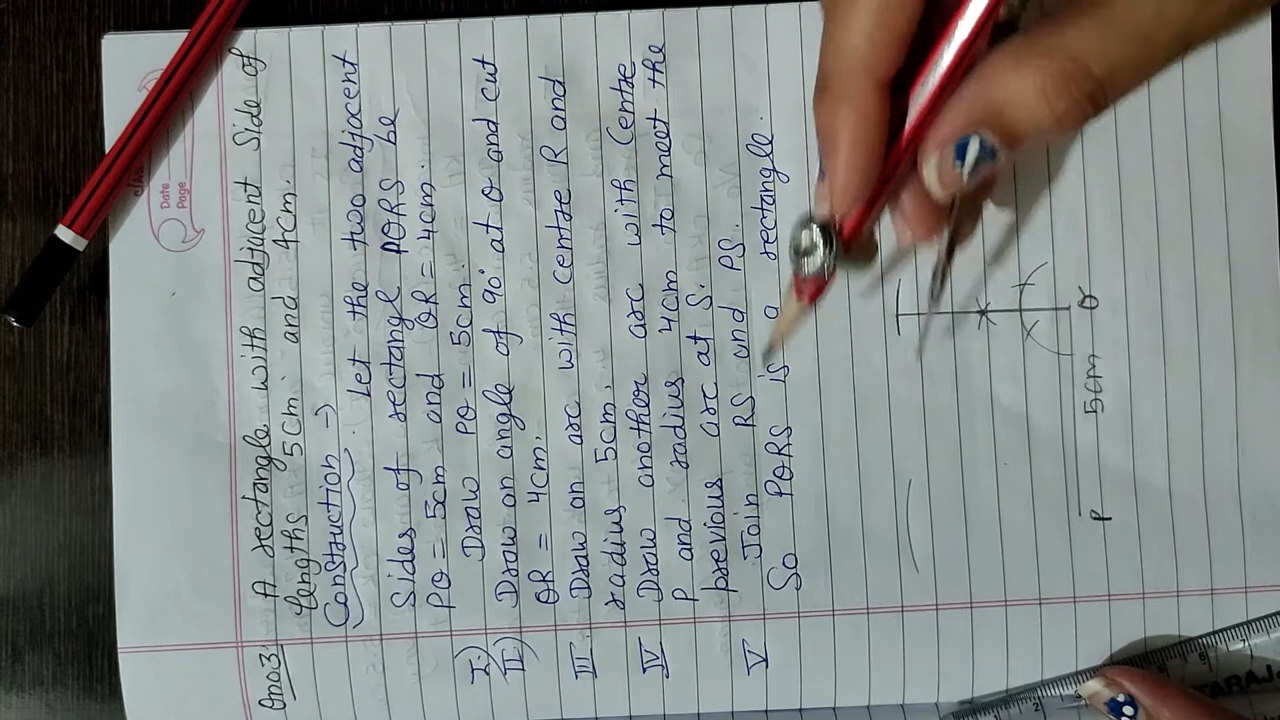 Date
Page
Qno3. A rectangle with adjacent Side of
lengths 5cm. and 4cm.
Construction → Let the two adjacent
Sides of rectangle PQRS be
PQ = 5cm and QR = 4cm.
I.) Draw PQ = 5cm.
II) Draw an angle of 90° at Q and cut
QR = 4cm.
III. Draw an arc with centre R and
radius 5cm.
IV Draw another arc with Centre
P and radius 4cm to meet the
previous arc at S.
V Join RS and PS.
So PQRS is a rectangle.
P 5cm Q